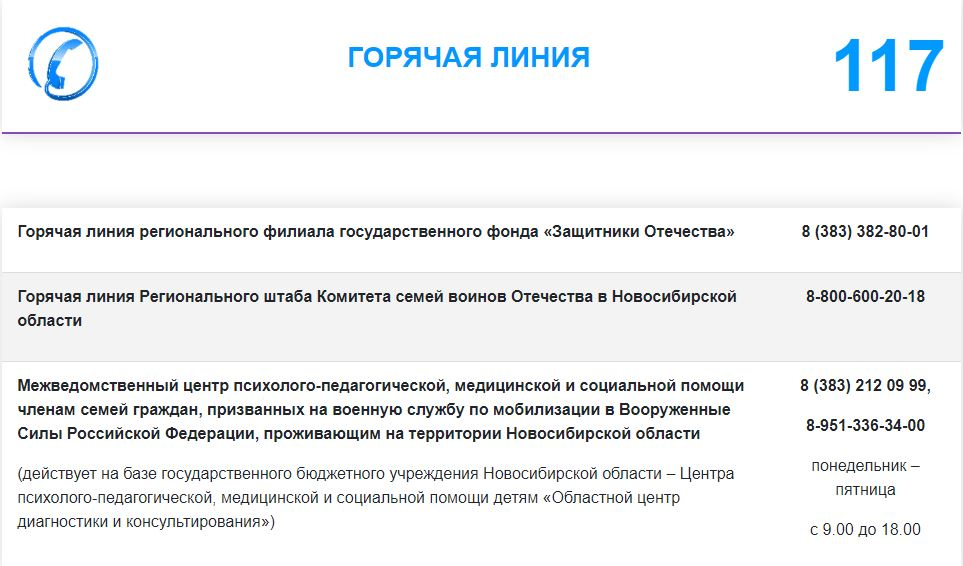 ГОРЯЧАЯ ЛИНИЯ
117
Горячая линия регионального филиала государственного фонда «Защитники Отечества»
8 (383) 382-80-01
Горячая линия Регионального штаба Комитета семей воинов Отечества в Новосибирской
области
8-800-600-20-18
Межведомственный центр психолого-педагогической, медицинской и социальной помощи
членам семей граждан, призванных на военную службу по мобилизации в Вооруженные
Силы Российской Федерации, проживающим на территории Новосибирской области
(действует на базе государственного бюджетного учреждения Новосибирской области – Центра
психолого-педагогической, медицинской и социальной помощи детям «Областной центр
диагностики и консультирования»)
8 (383) 212 09 99,
8-951-336-34-00
понедельник –
пятница
с 9.00 до 18.00